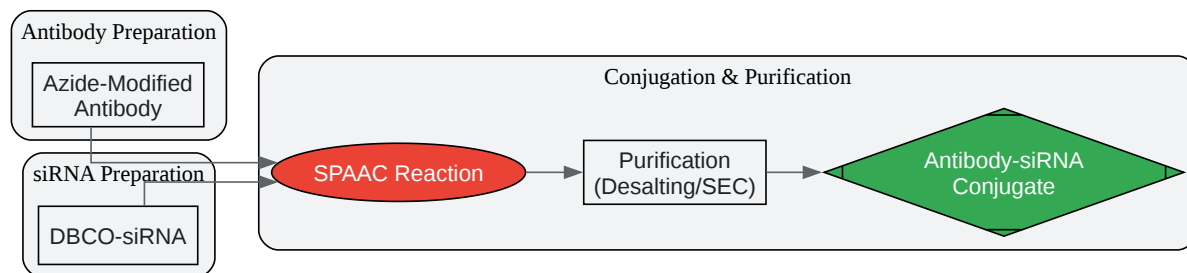 Antibody Preparation
Azide-Modified
Antibody
siRNA Preparation
DBCO-siRNA
Conjugation & Purification
SPAAC Reaction
Purification
(Desalting/SEC)
Antibody-siRNA
Conjugate